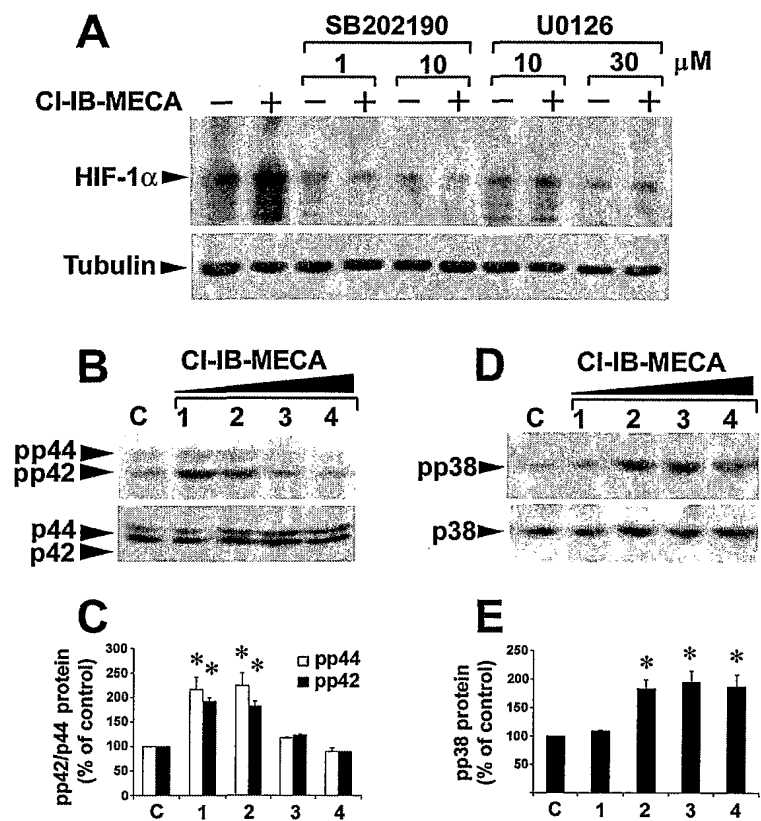 A
SB202190 U0126
1 10 10 30 μM
Cl-IB-MECA − + − + − + − + − +
HIF-1α
Tubulin
B
Cl-IB-MECA
C 1 2 3 4
pp44
pp42
p44
p42
D
Cl-IB-MECA
C 1 2 3 4
pp38
p38
C
pp42/p44 protein
(% of control)
300
250
200
150
100
50
0
* * * *
pp44
pp42
C 1 2 3 4
E
pp38 protein
(% of control)
250
200
150
100
50
* * *
C 1 2 3 4